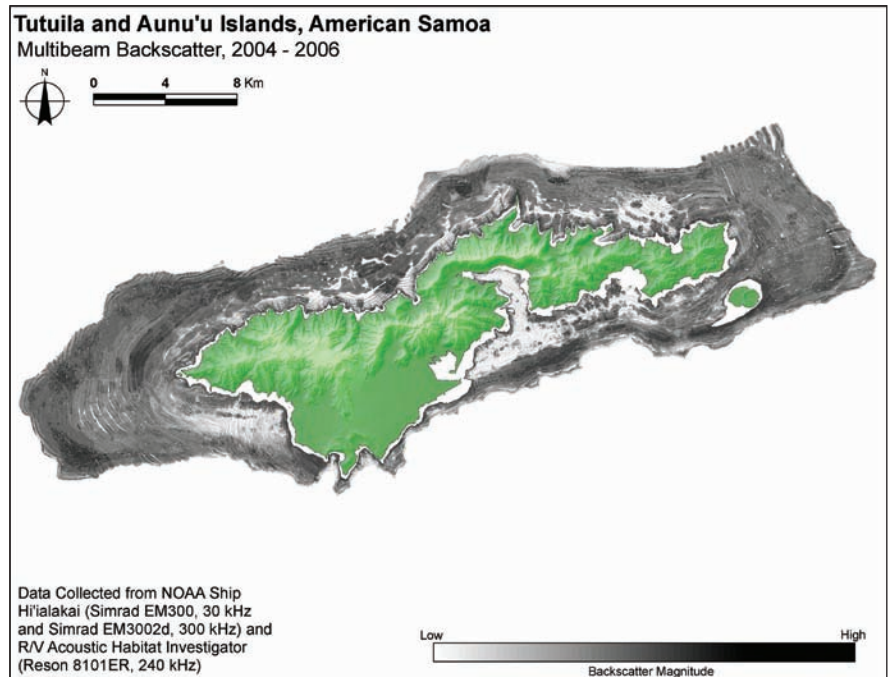 Tutuila and Aunu'u Islands, American Samoa
Multibeam Backscatter, 2004 - 2006
N
0 4 8 Km
Data Collected from NOAA Ship
Hi'ialakai (Simrad EM300, 30 kHz
and Simrad EM3002d, 300 kHz) and
R/V Acoustic Habitat Investigator
(Reson 8101ER, 240 kHz)
Low High
Backscatter Magnitude